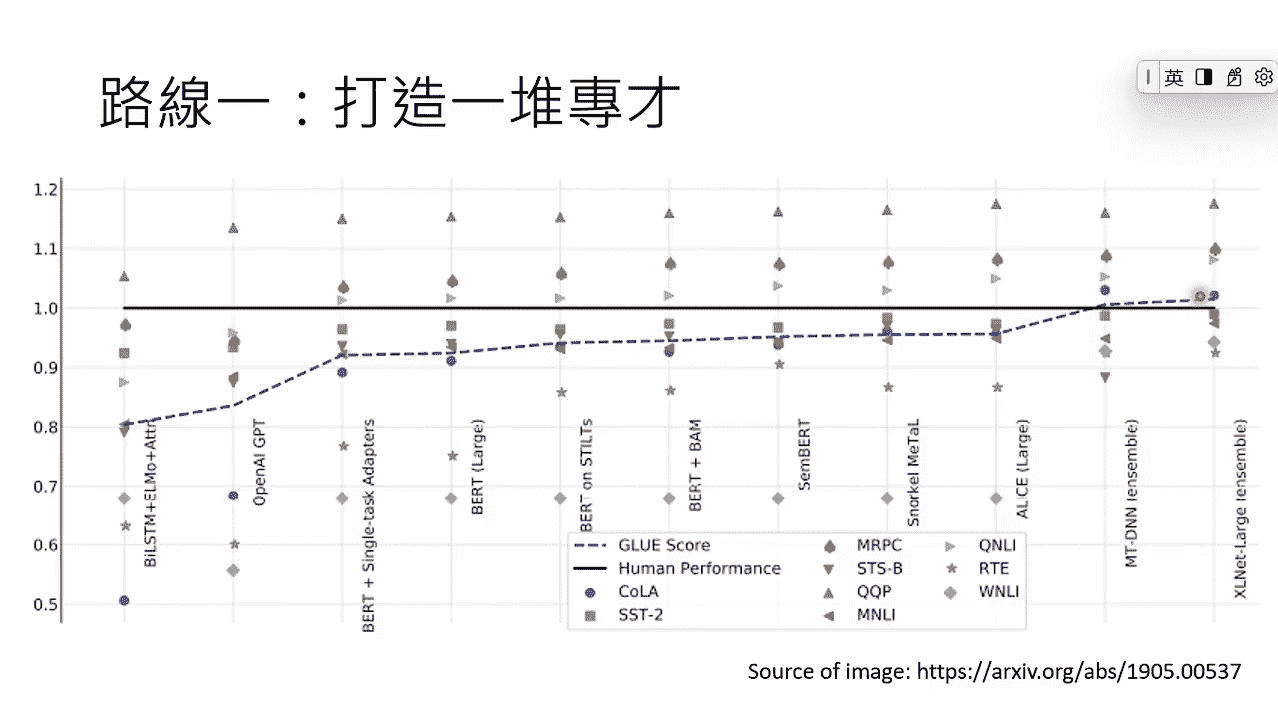 路線一：打造一堆專才
英
1.2
1.1
1.0
0.9
0.8
0.7
0.6
0.5
BiLSTM+ELMo+Attn
OpenAI GPT
BERT + Single-task Adapters
BERT (Large)
BERT on STILTs
BERT + BAM
SemBERT
Snorkel MeTaL
ALICE (Large)
MT-DNN (ensemble)
XLNet-Large (ensemble)
GLUE Score
Human Performance
CoLA
SST-2
MRPC
STS-B
QQP
MNLI
QNLI
RTE
WNLI
Source of image: https://arxiv.org/abs/1905.00537